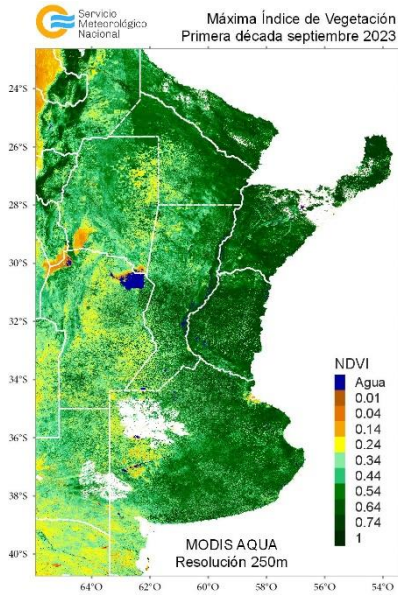 Servicio
Meteorológico
Nacional
Máxima Índice de Vegetación
Primera década septiembre 2023
24°S
26°S
28°S
30°S
32°S
34°S
36°S
38°S
40°S
NDVI
Agua
0.01
0.04
0.14
0.24
0.34
0.44
0.54
0.64
0.74
1
MODIS AQUA
Resolución 250m
64°O
62°O
60°O
58°O
56°O
54°O